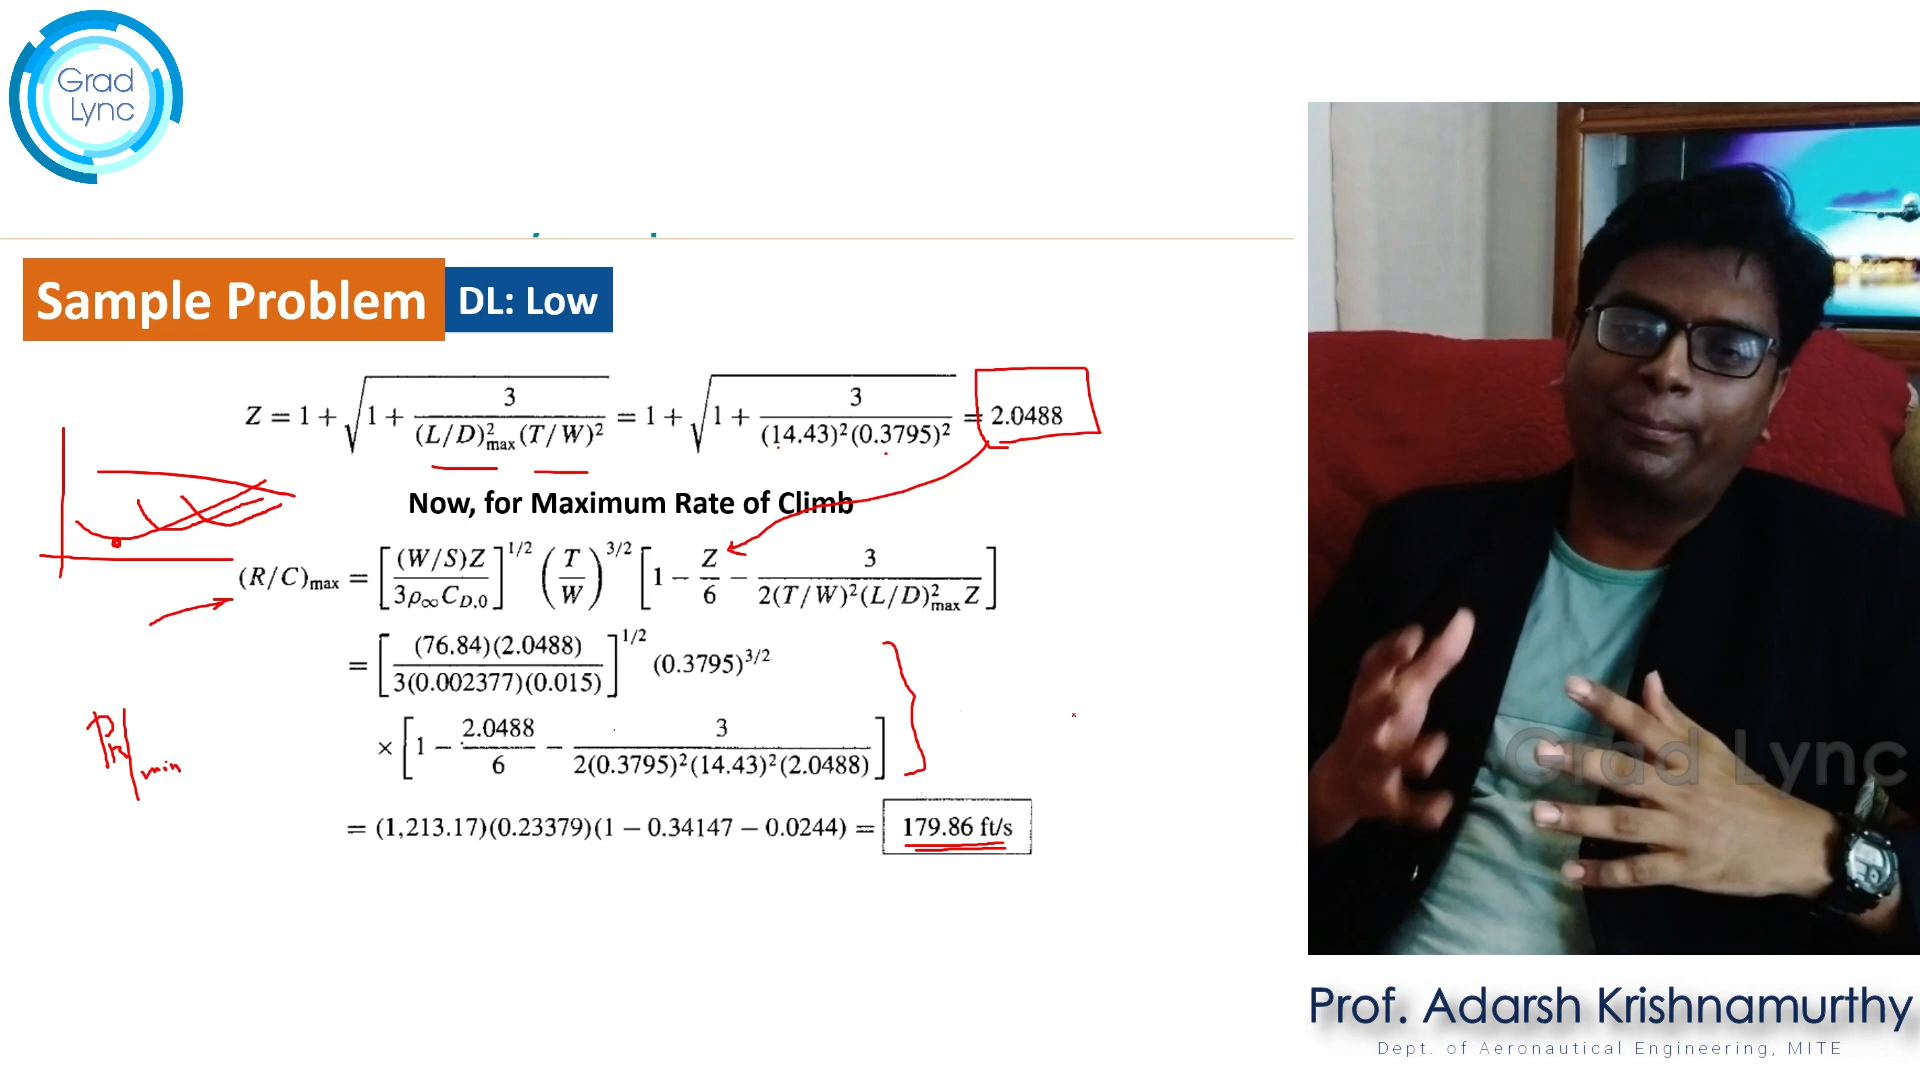 Grad
Lync
Sample Problem DL: Low
Z = 1 + √(1 + 3/((L/D)²max (T/W)²)) = 1 + √(1 + 3/((14.43)²(0.3795)²)) = 2.0488
Now, for Maximum Rate of Climb
(R/C)max = [(W/S)Z / 3ρ∞C_D,0]^1/2 (T/W)^3/2 [1 − Z/6 − 3/(2(T/W)²(L/D)²max Z)]
= [(76.84)(2.0488) / 3(0.002377)(0.015)]^1/2 (0.3795)^3/2
× [1 − 2.0488/6 − 3/(2(0.3795)²(14.43)²(2.0488))]
min
= (1,213.17)(0.23379)(1 − 0.34147 − 0.0244) = 179.86 ft/s
Grad Lync
Prof. Adarsh Krishnamurthy
Dept. of Aeronautical Engineering, MITE